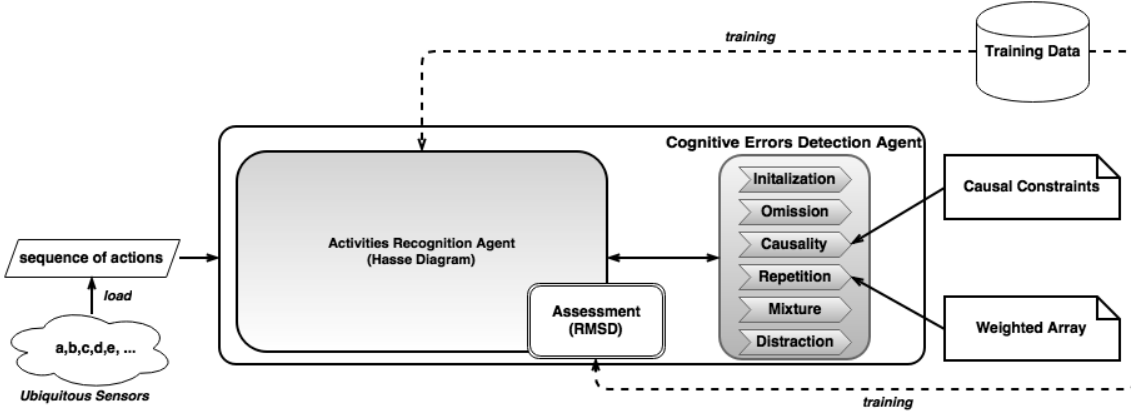 training
Training Data
Cognitive Errors Detection Agent
Initalization
Omission
Causality
Repetition
Mixture
Distraction
Causal Constraints
Weighted Array
Activities Recognition Agent
(Hasse Diagram)
Assessment
(RMSD)
sequence of actions
load
a,b,c,d,e, ...
Ubiquitous Sensors
training